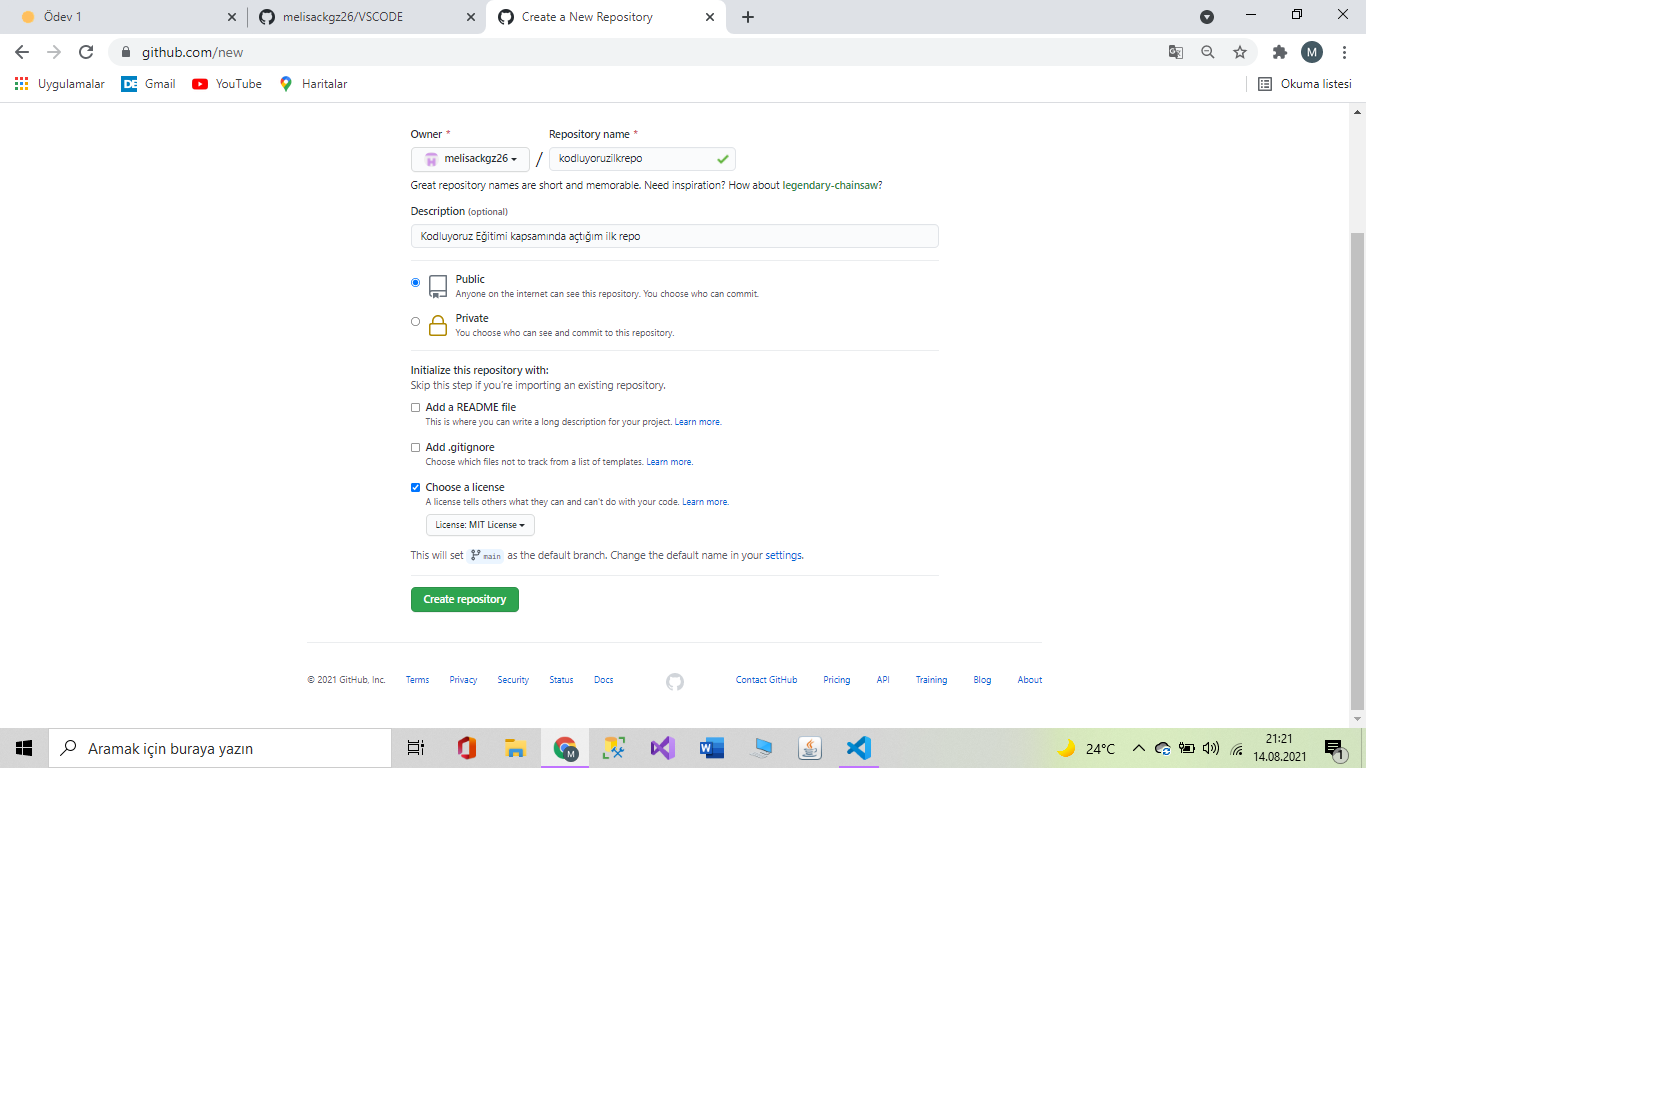 Ödev 1
melisackgz26/VSCODE
Create a New Repository
github.com/new
M
Uygulamalar
DE Gmail
YouTube
Haritalar
Okuma listesi
Owner *
Repository name *
melisackgz26
/
kodluyoruzilkrepo
Great repository names are short and memorable. Need inspiration? How about legendary-chainsaw?
Description (optional)
Kodluyoruz Eğitimi kapsamında açtığım ilk repo
Public
Anyone on the internet can see this repository. You choose who can commit.
Private
You choose who can see and commit to this repository.
Initialize this repository with:
Skip this step if you're importing an existing repository.
Add a README file
This is where you can write a long description for your project. Learn more.
Add .gitignore
Choose which files not to track from a list of templates. Learn more.
Choose a license
A license tells others what they can and can't do with your code. Learn more.
License: MIT License
This will set main as the default branch. Change the default name in your settings.
Create repository
© 2021 GitHub, Inc.
Terms
Privacy
Security
Status
Docs
Contact GitHub
Pricing
API
Training
Blog
About
Aramak için buraya yazın
M
24°C
21:21
14.08.2021
1